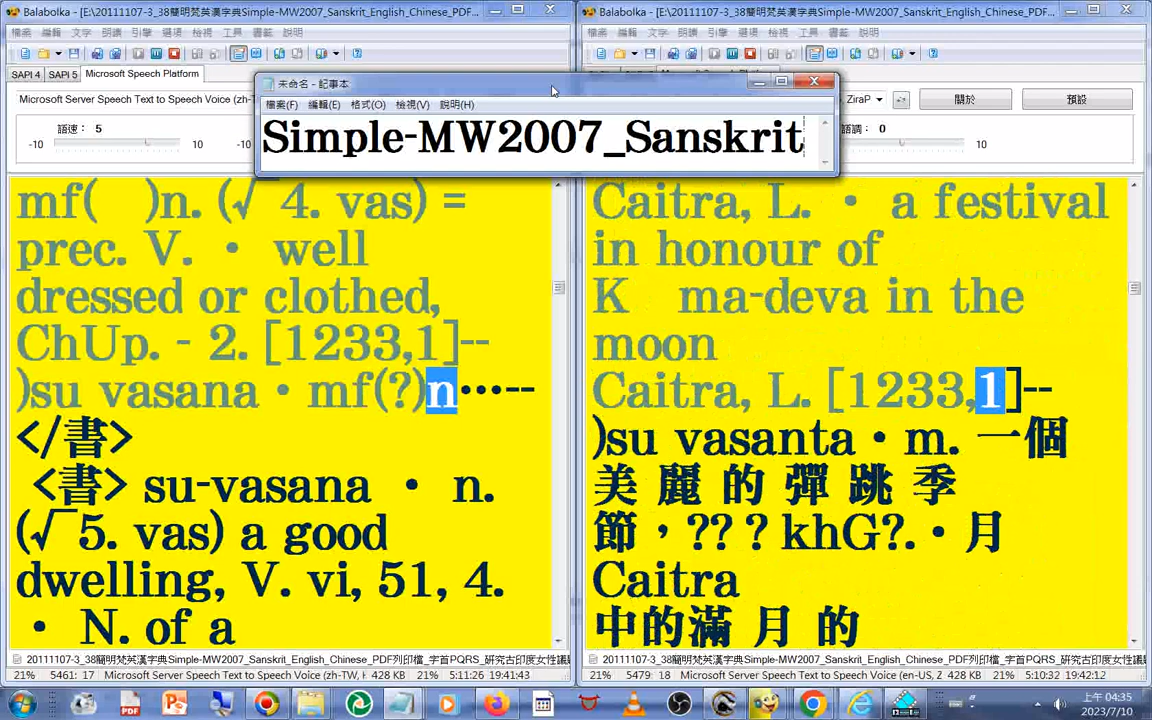 Balabolka - [E:\20111107-3_38簡明梵英漢字典Simple-MW2007_Sanskrit_English_Chinese_PDF...
檔案 編輯 文字 朗讀 引擎 選項 檢視 工具 書籤 說明
SAPI 4 SAPI 5 Microsoft Speech Platform
Microsoft Server Speech Text to Speech Voice (zh-
語速： 5
-10 10
mf( )n. (√ 4. vas) =
prec. V. • well
dressed or clothed,
ChUp. - 2. [1233,1]--
)su vasana•mf(?)n•••--
</書>
<書> su-vasana • n.
(√ 5. vas) a good
dwelling, V. vi, 51, 4.
• N. of a
20111107-3_38簡明梵英漢字典Simple-MW2007_Sanskrit_English_Chinese_PDF列印檔_字首PQRS_研究古印度女性議
21% 5461: 17 Microsoft Server Speech Text to Speech Voice (zh-TW, H 428 KB 5:11:26 19:41:43
未命名 - 記事本
檔案(F) 編輯(E) 格式(O) 檢視(V) 說明(H)
Simple-MW2007_Sanskrit
Balabolka - [E:\20111107-3_38簡明梵英漢字典Simple-MW2007_Sanskrit_English_Chinese_PDF...
檔案 編輯 文字 朗讀 引擎 選項 檢視 工具 書籤 說明
, ZiraP 關於 預設
語調： 0
10
Caitra, L. • a festival
in honour of
K ma-deva in the
moon
Caitra, L. [1233,1]--
)su vasanta•m. 一個
美 麗 的 彈 跳 季
節，?? ? khG?.•月
Caitra
中的滿 月 的
20111107-3_38簡明梵英漢字典Simple-MW2007_Sanskrit_English_Chinese_PDF列印檔_字首PQRS_研究古印度女性議
21% 5479: 18 Microsoft Server Speech Text to Speech Voice (en-US, Z 428 KB 5:10:32 19:42:12
上午 04:35
2023/7/10